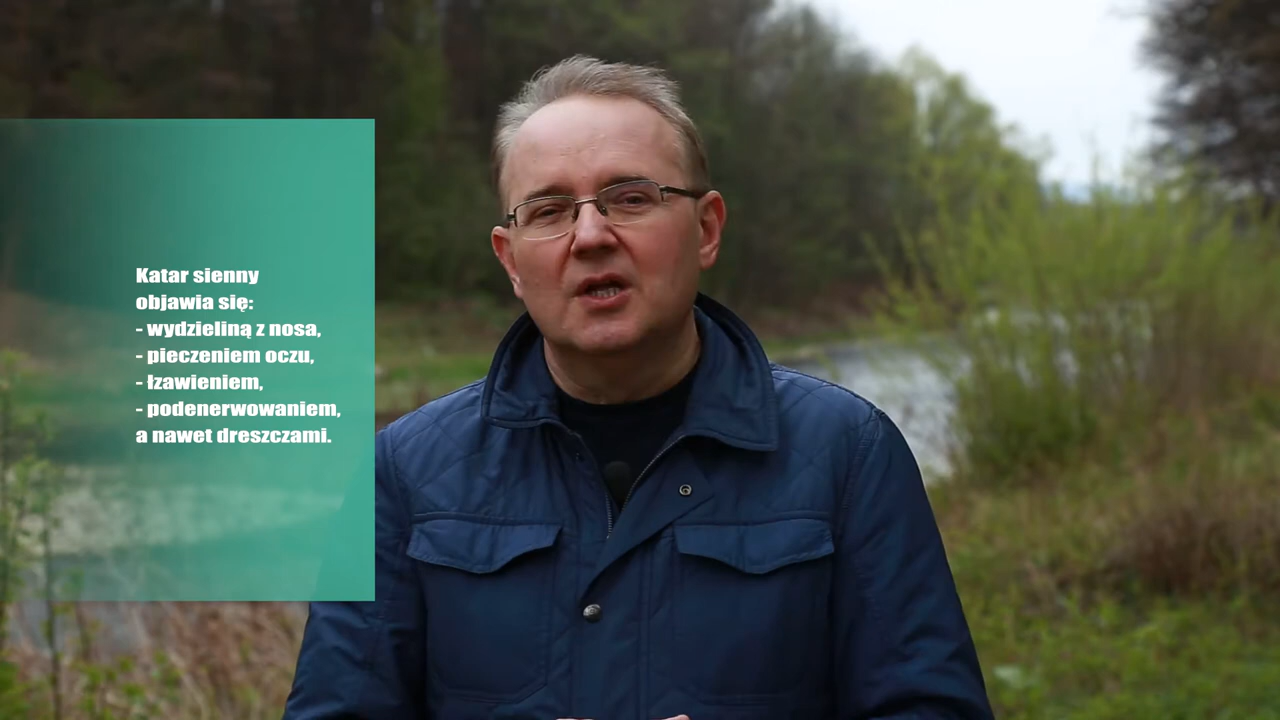 Katar sienny
objawia się:
- wydzieliną z nosa,
- pieczeniem oczu,
- łzawieniem,
- podenerwowaniem,
a nawet dreszczami.